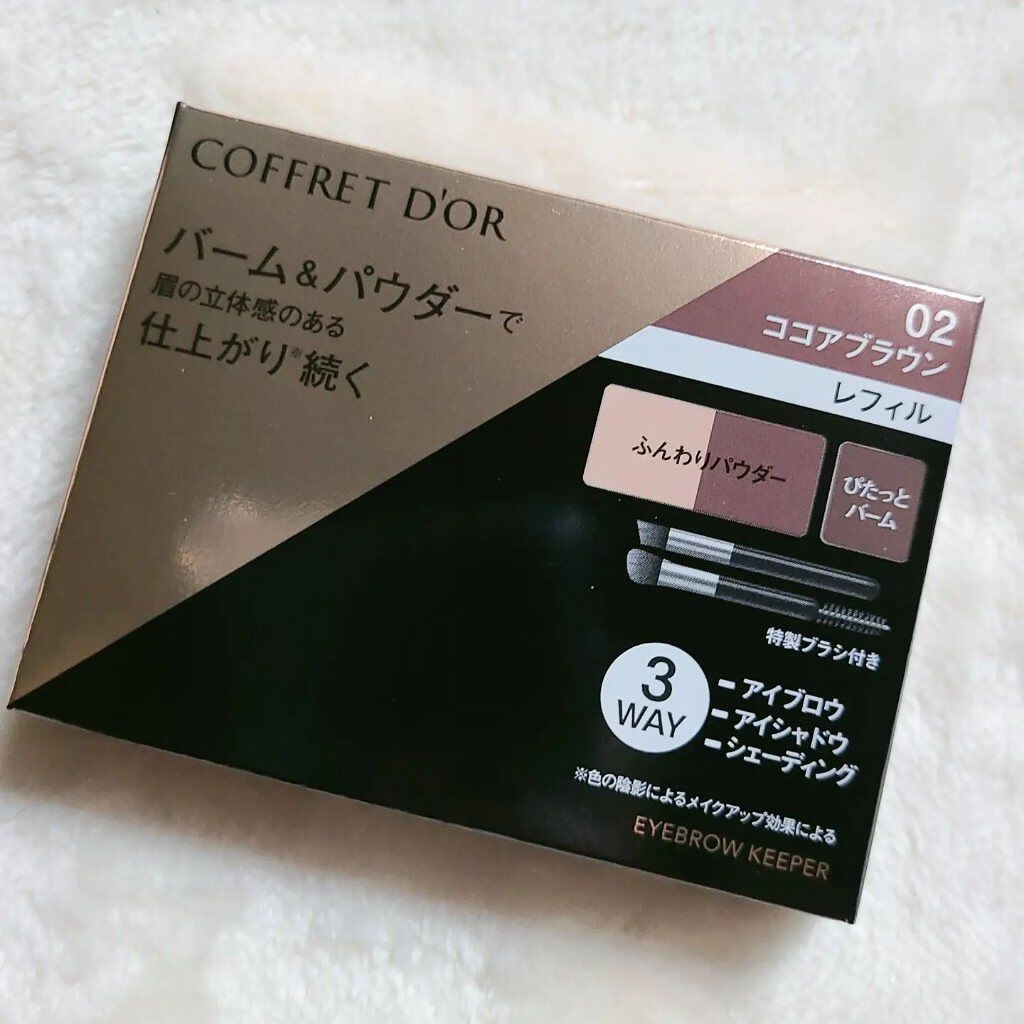 COFFRET D'OR
バーム&パウダーで
眉の立体感のある
仕上がり※続く
02
ココアブラウン
レフィル
ふんわりパウダー
ぴたっと
バーム
特製ブラシ付き
3
WAY
アイブロウ
アイシャドウ
シェーディング
※色の陰影によるメイクアップ効果による
EYEBROW KEEPER